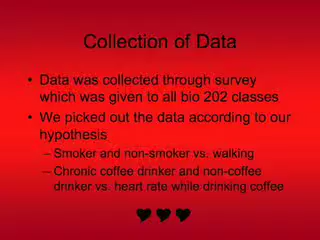 Collection of Data
• Data was collected through survey
which was given to all bio 202 classes
• We picked out the data according to our
hypothesis
– Smoker and non-smoker vs. walking
– Chronic coffee drinker and non-coffee
drinker vs. heart rate while drinking coffee